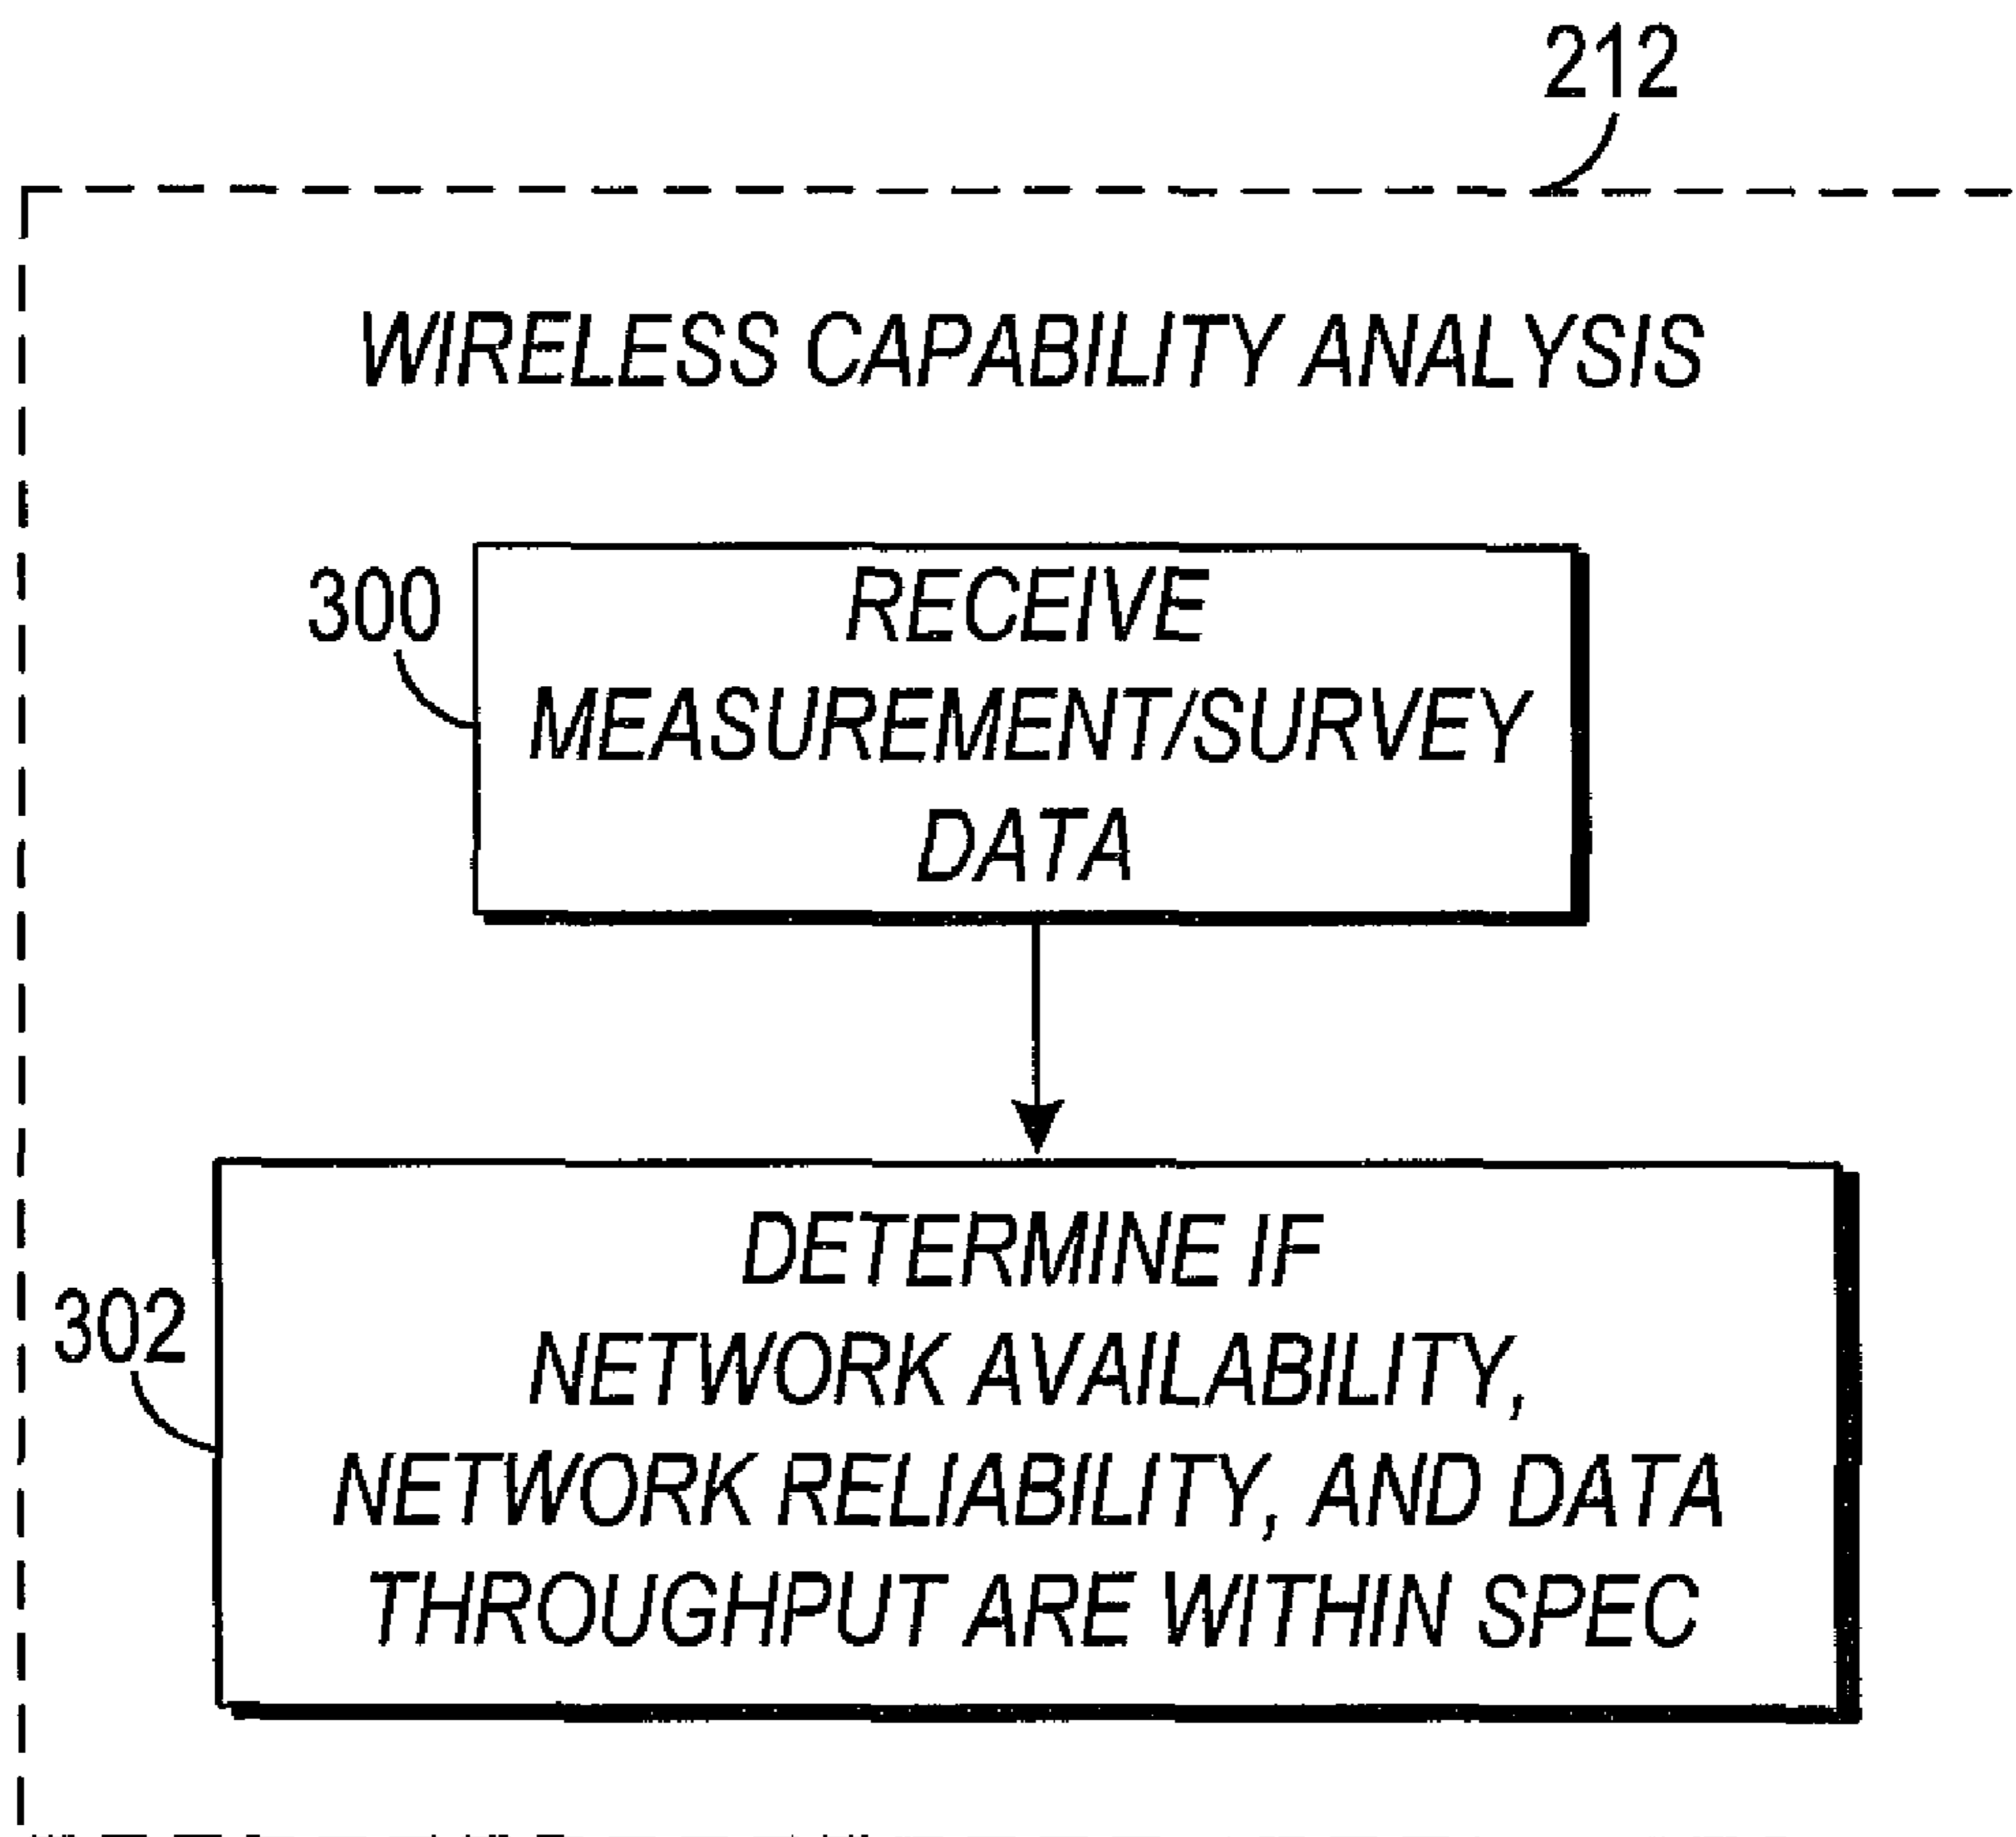 212
WIRELESS CAPABILITY ANALYSIS
300
RECEIVE
MEASUREMENT/SURVEY
DATA
302
DETERMINE IF
NETWORK AVAILABILITY,
NETWORK RELIABILITY, AND DATA
THROUGHPUT ARE WITHIN SPEC